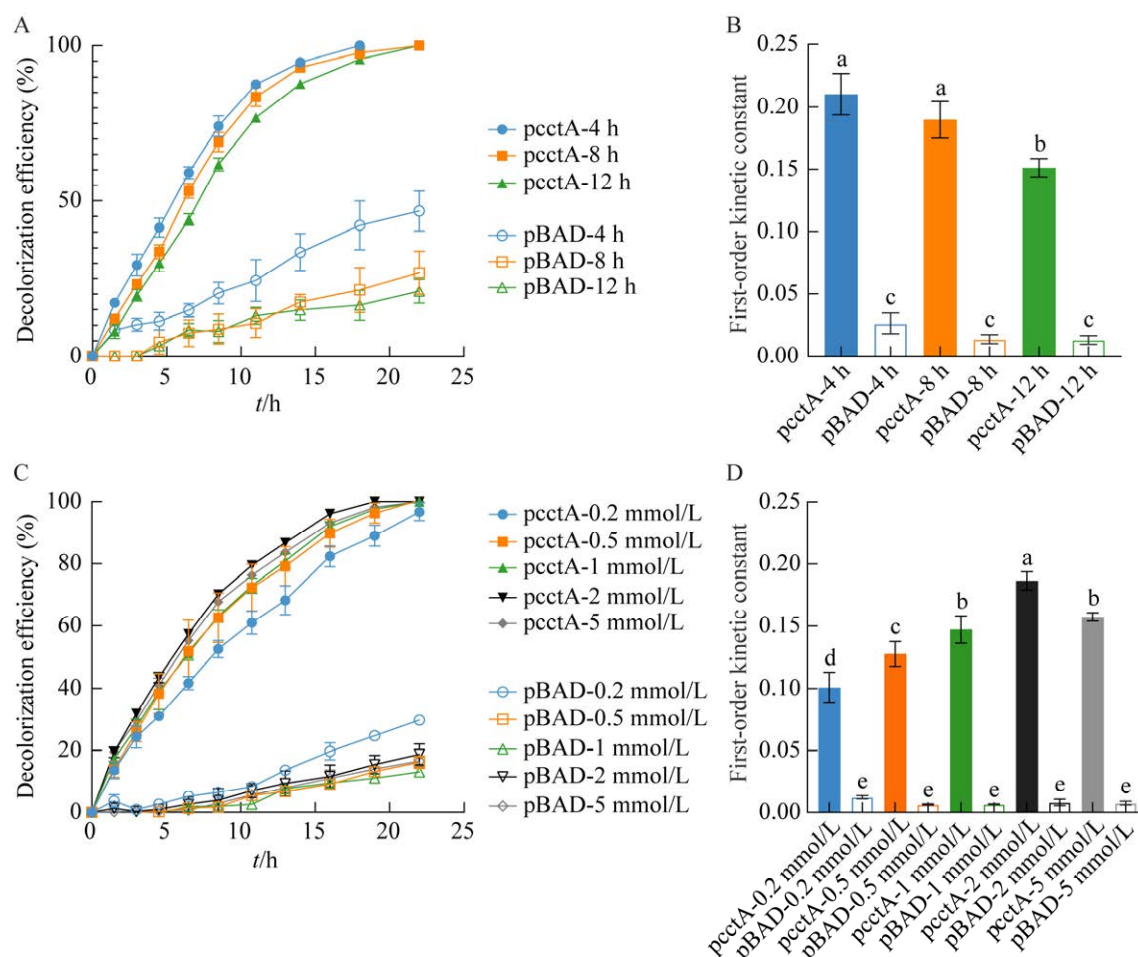 A
Decolorization efficiency (%)
100
50
0
0
5
10
15
20
25
t/h
pcctA-4 h
pcctA-8 h
pcctA-12 h
pBAD-4 h
pBAD-8 h
pBAD-12 h
B
First-order kinetic constant
0.25
0.20
0.15
0.10
0.05
0.00
a
c
a
c
b
c
pcctA-4 h
pBAD-4 h
pcctA-8 h
pBAD-8 h
pcctA-12 h
pBAD-12 h
C
Decolorization efficiency (%)
100
80
60
40
20
0
0
5
10
15
20
25
t/h
pcctA-0.2 mmol/L
pcctA-0.5 mmol/L
pcctA-1 mmol/L
pcctA-2 mmol/L
pcctA-5 mmol/L
pBAD-0.2 mmol/L
pBAD-0.5 mmol/L
pBAD-1 mmol/L
pBAD-2 mmol/L
pBAD-5 mmol/L
D
First-order kinetic constant
0.25
0.20
0.15
0.10
0.05
0.00
d
e
c
e
b
e
a
e
b
e
pcctA-0.2 mmol/L
pBAD-0.2 mmol/L
pcctA-0.5 mmol/L
pBAD-0.5 mmol/L
pcctA-1 mmol/L
pBAD-1 mmol/L
pcctA-2 mmol/L
pBAD-2 mmol/L
pcctA-5 mmol/L
pBAD-5 mmol/L